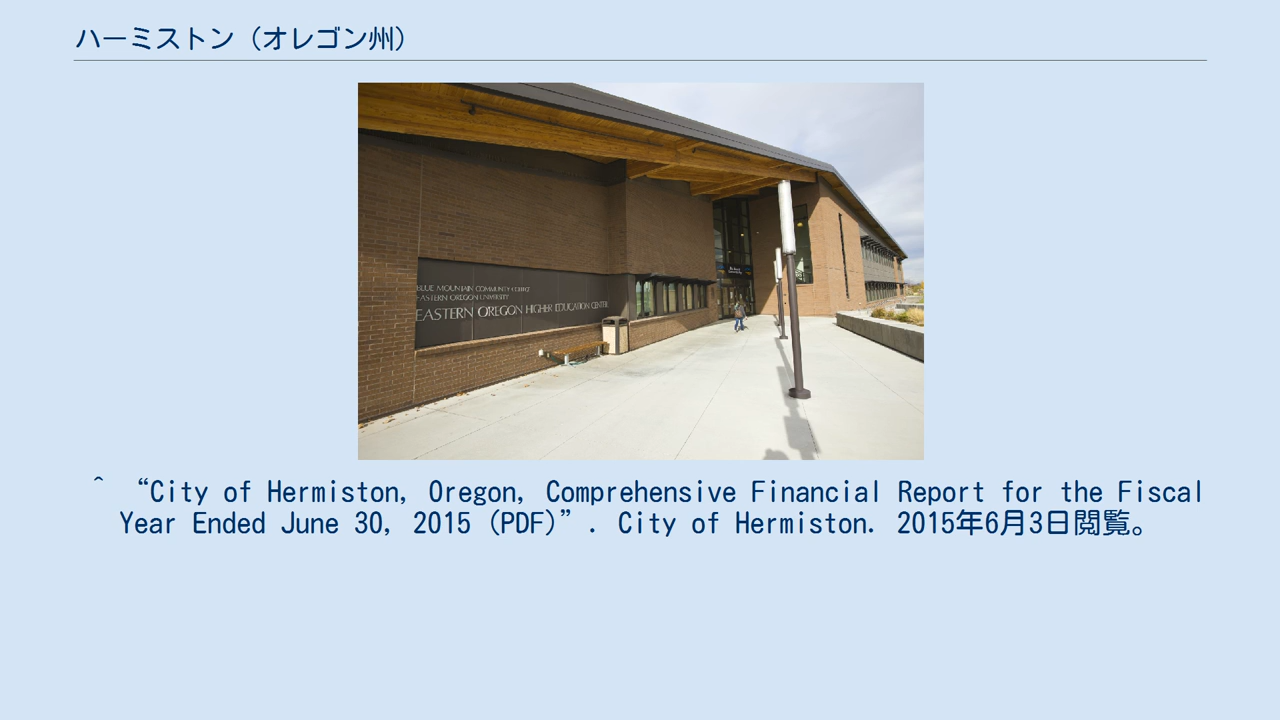 ハーミストン（オレゴン州）
BLUE MOUNTAIN COMMUNITY COLLEGE
EASTERN OREGON UNIVERSITY
EASTERN OREGON HIGHER EDUCATION CENTER
^ “City of Hermiston, Oregon, Comprehensive Financial Report for the Fiscal
Year Ended June 30, 2015 (PDF)”. City of Hermiston. 2015年6月3日閲覧。